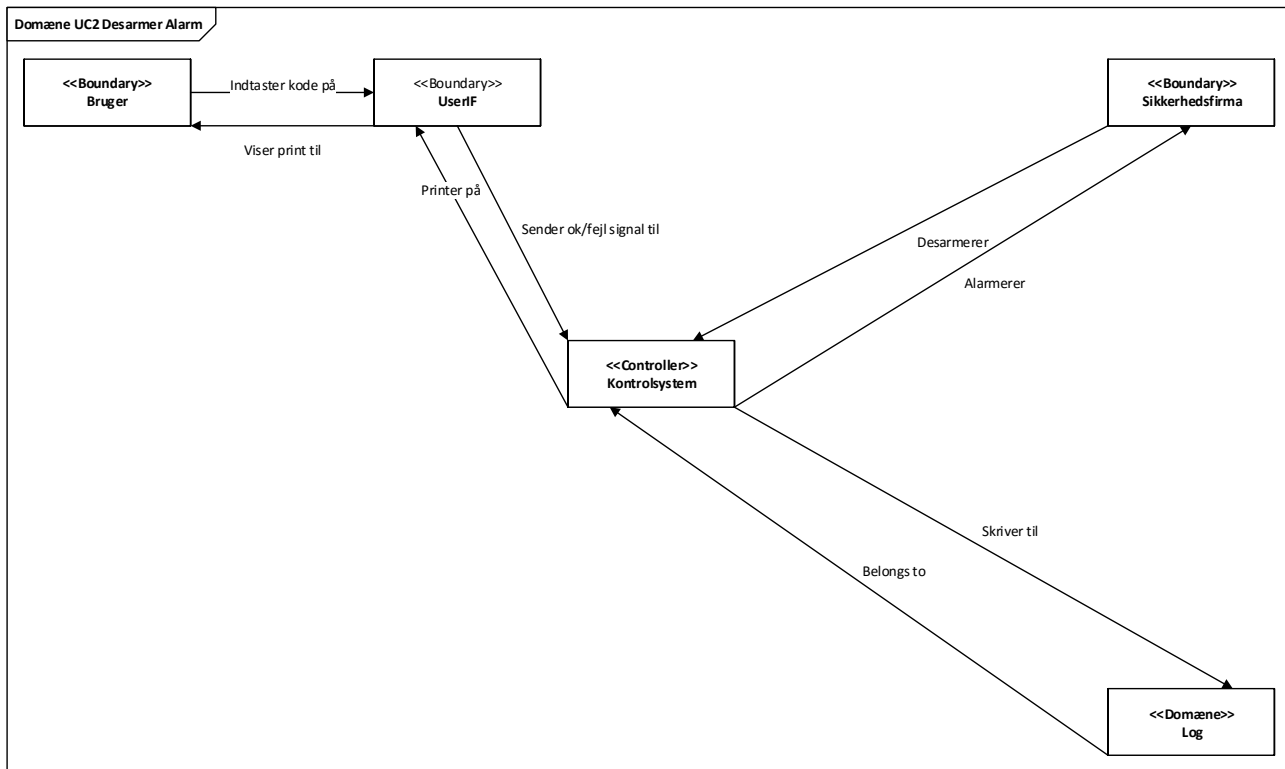 Domæne UC2 Desarmer Alarm
<<Boundary>>
Bruger
Indtaster kode på
<<Boundary>>
UserIF
Viser print til
<<Boundary>>
Sikkerhedsfirma
Printer på
Sender ok/fejl signal til
Desarmerer
Alarmerer
<<Controller>>
Kontrolsystem
Skriver til
Belongs to
<<Domæne>>
Log